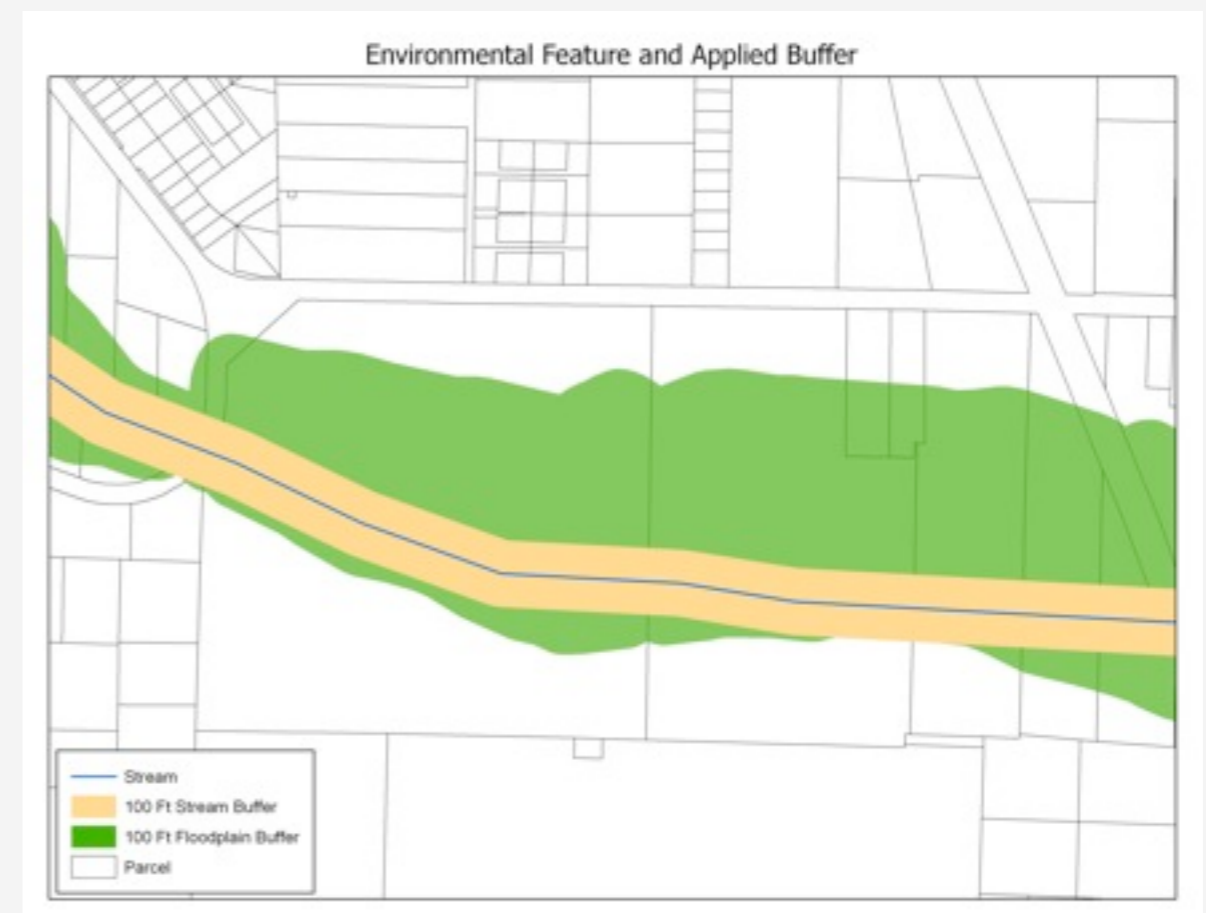 Environmental Feature and Applied Buffer
Stream
100 Ft Stream Buffer
100 Ft Floodplain Buffer
Parcel